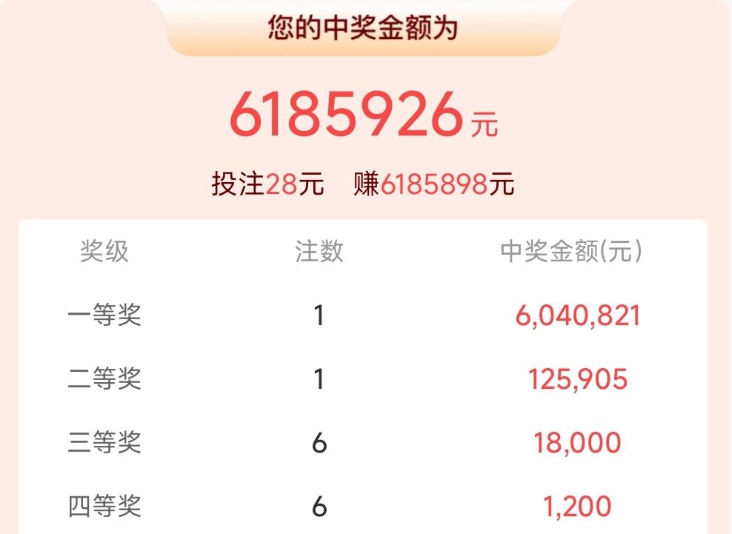 您的中奖金额为
6185926元
投注28元 赚6185898元
奖级 注数 中奖金额(元)
一等奖 1 6,040,821
二等奖 1 125,905
三等奖 6 18,000
四等奖 6 1,200